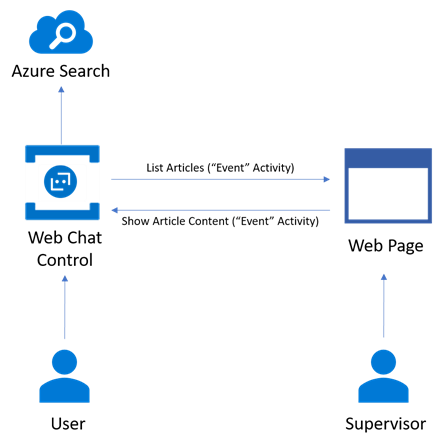 Azure Search
List Articles (“Event” Activity)
Show Article Content (“Event” Activity)
Web Chat
Control
Web Page
User
Supervisor